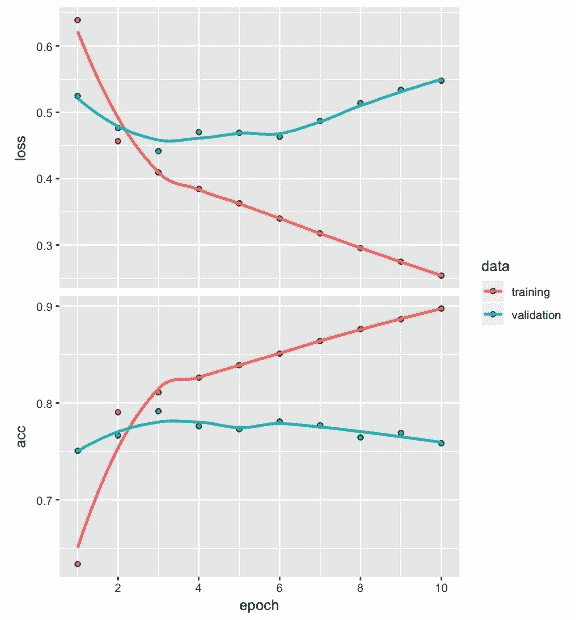 0.6
0.5
0.4
0.3
loss
0.9
0.8
0.7
acc
2 4 6 8 10
epoch
data
training
validation